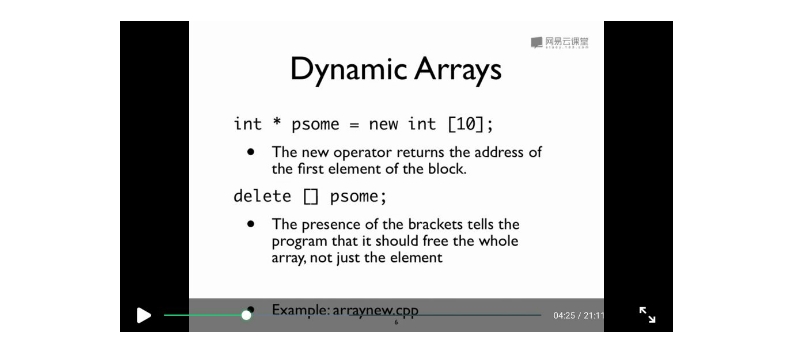 网易云课堂
Dynamic Arrays
int * psome = new int [10];
• The new operator returns the address of
the first element of the block.
delete [] psome;
• The presence of the brackets tells the
program that it should free the whole
array, not just the element
• Example: arraynew.cpp
6
04:25 / 21:11